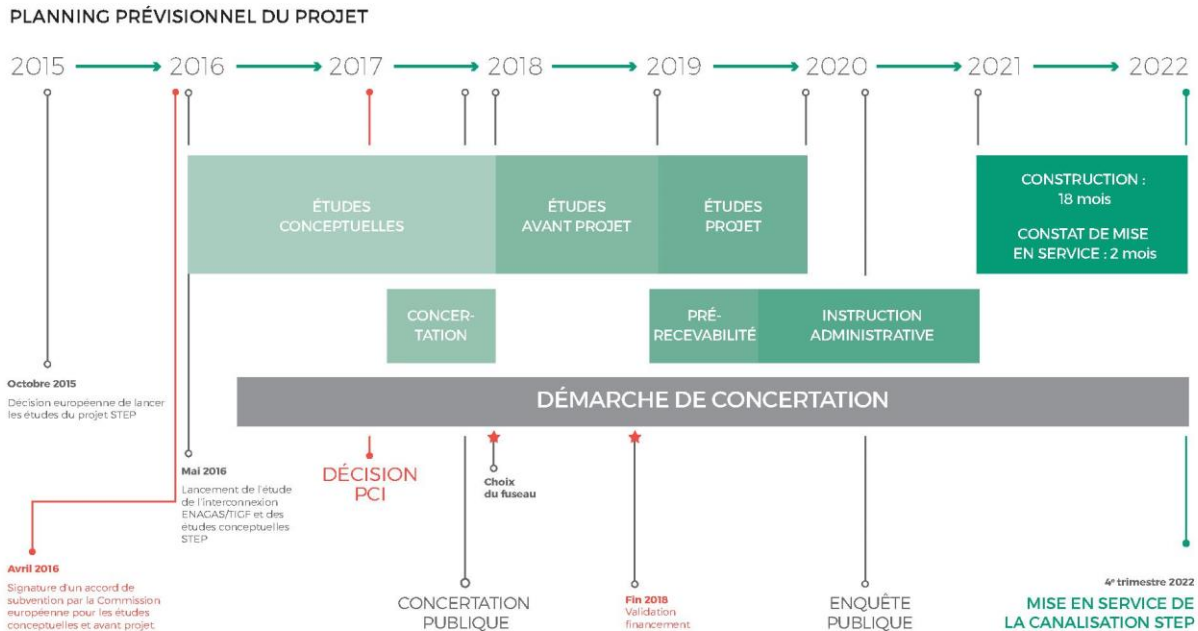 PLANNING PRÉVISIONNEL DU PROJET
2015
2016
2017
2018
2019
2020
2021
2022
ÉTUDES
CONCEPTUELLES
ÉTUDES
AVANT PROJET
ÉTUDES
PROJET
CONSTRUCTION :
18 mois
CONSTAT DE MISE
EN SERVICE : 2 mois
CONCER-
TATION
PRÉ-
RECEVABILITÉ
INSTRUCTION
ADMINISTRATIVE
DÉMARCHE DE CONCERTATION
Octobre 2015
Décision européenne de lancer
les études du projet STEP
Avril 2016
Signature d'un accord de
subvention par la Commission
européenne pour les études
conceptuelles et avant projet
Mai 2016
Lancement de l'étude
de l'interconnexion
ENAGAS/TIGF et des
études conceptuelles
STEP
DÉCISION
PCI
CONCERTATION
PUBLIQUE
Choix
du fuseau
Fin 2018
Validation
financement
ENQUÊTE
PUBLIQUE
4e trimestre 2022
MISE EN SERVICE DE
LA CANALISATION STEP